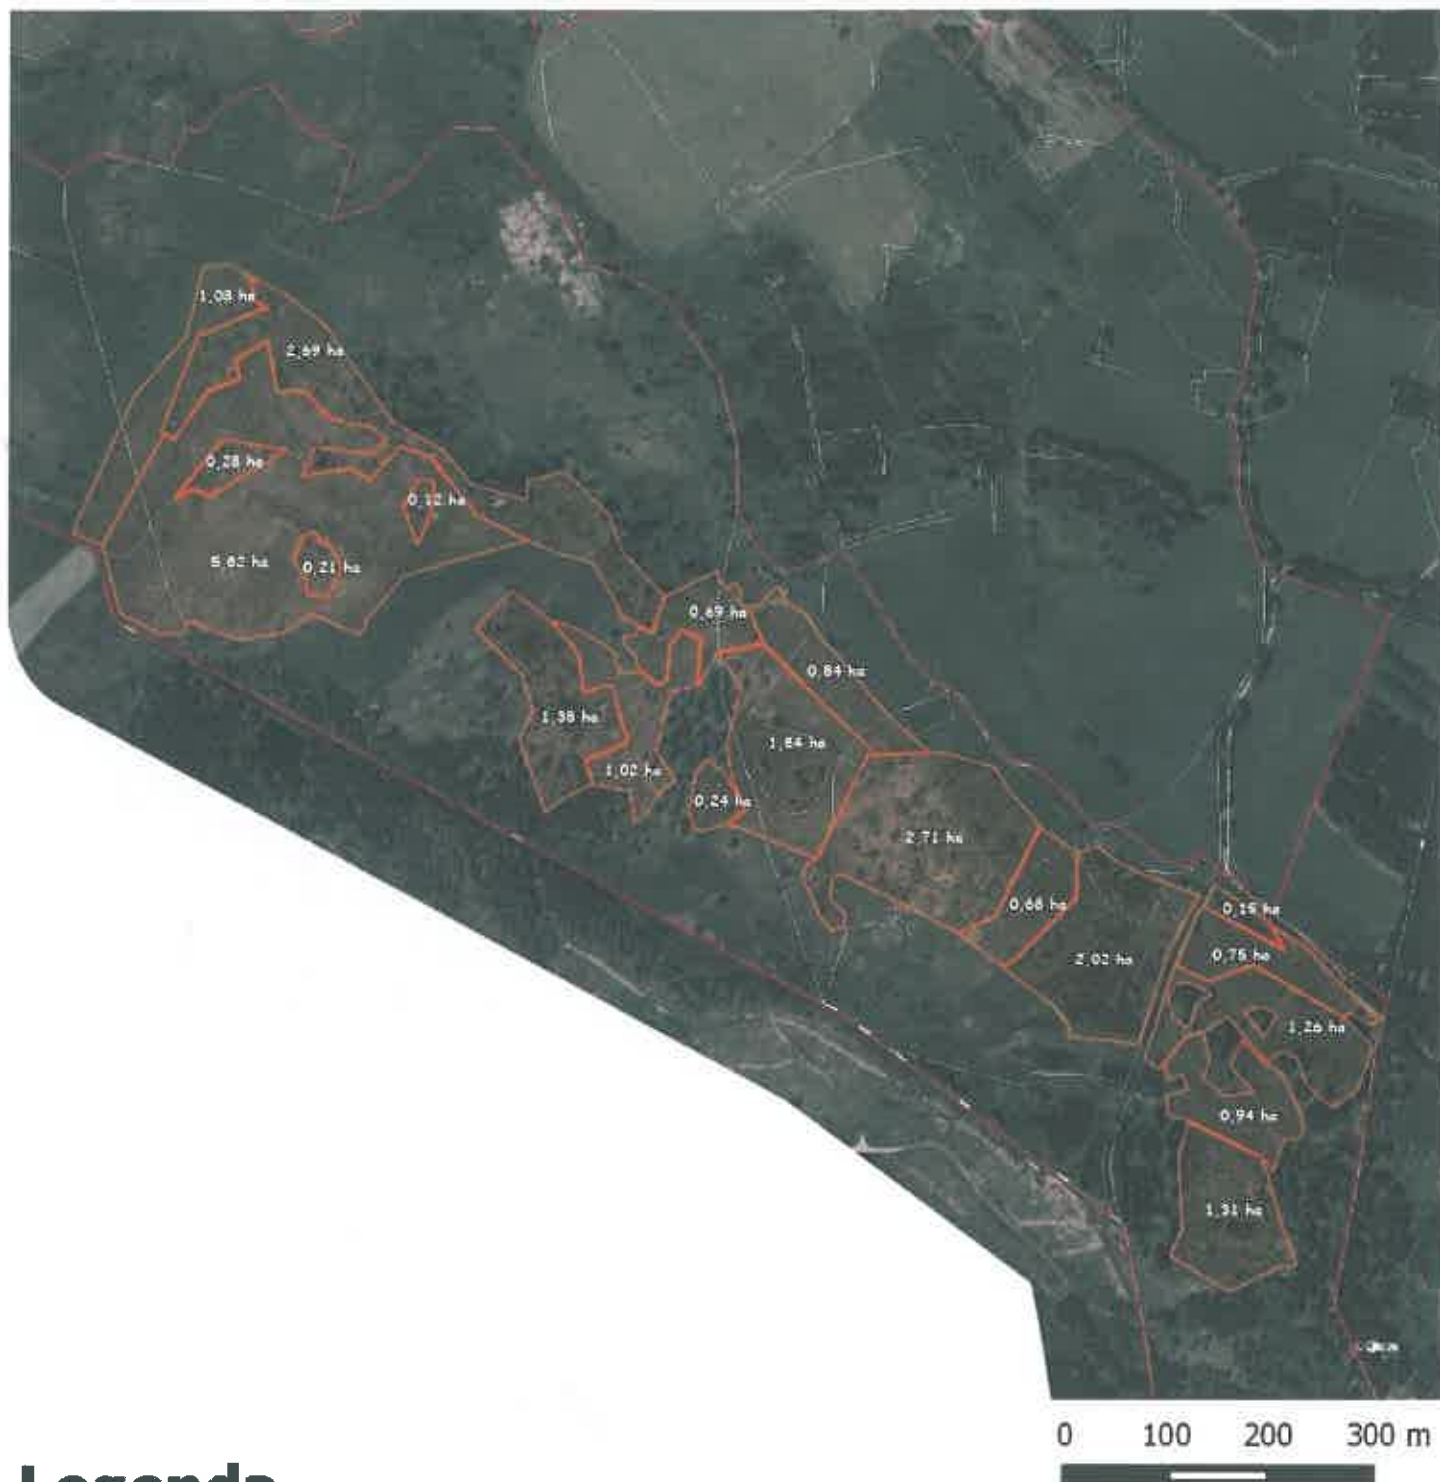 1,03 ha
2,69 ha
0,28 ha
0,12 ha
5,62 ha
0,21 ha
0,69 ha
0,84 ha
1,38 ha
1,64 ha
1,02 ha
0,24 ha
2,71 ha
0,68 ha
0,15 ha
0,75 ha
2,02 ha
1,26 ha
0,94 ha
1,31 ha
0 100 200 300 m
Legenda